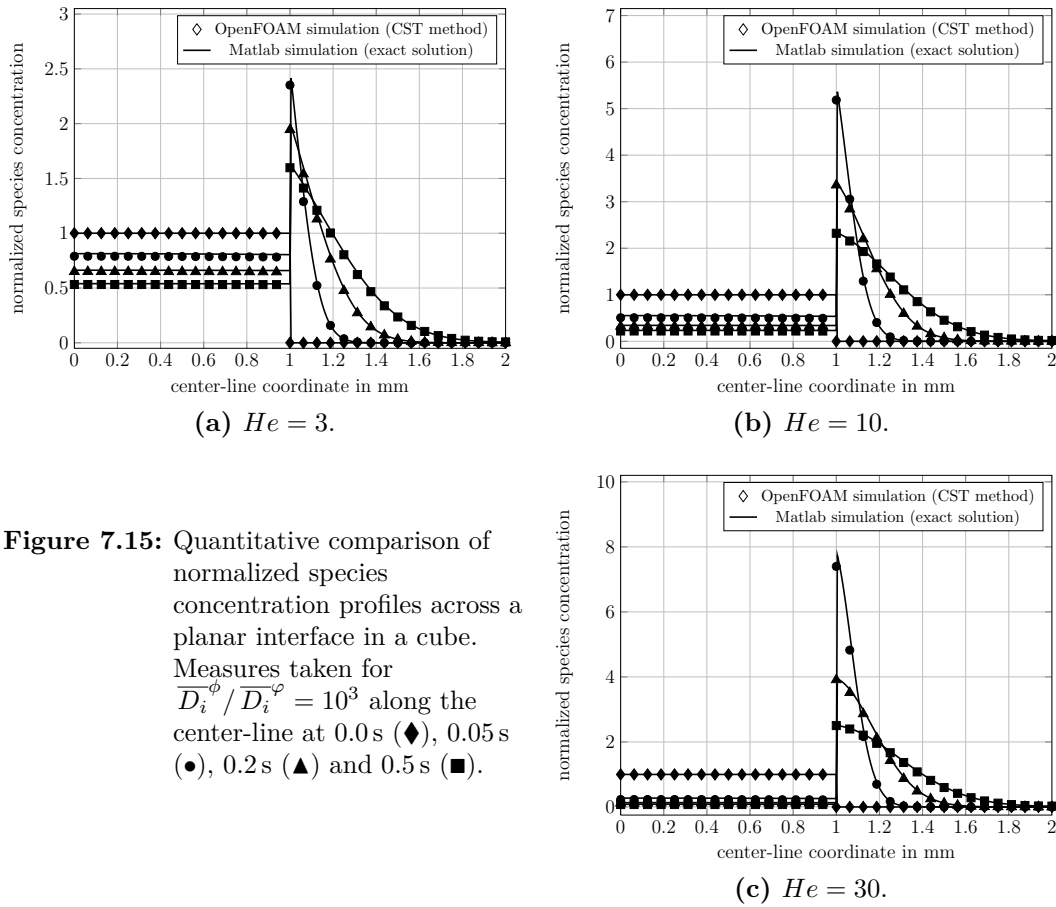 3
2.5
2
1.5
1
0.5
0
normalized species concentration
OpenFOAM simulation (CST method)
Matlab simulation (exact solution)
0 0.2 0.4 0.6 0.8 1 1.2 1.4 1.6 1.8 2
center-line coordinate in mm
(a) He = 3.
7
6
5
4
3
2
1
0
normalized species concentration
OpenFOAM simulation (CST method)
Matlab simulation (exact solution)
0 0.2 0.4 0.6 0.8 1 1.2 1.4 1.6 1.8 2
center-line coordinate in mm
(b) He = 10.
Figure 7.15: Quantitative comparison of
normalized species
concentration profiles across a
planar interface in a cube.
Measures taken for
$\overline{D_i}^{\phi}/\overline{D_i}^{\varphi} = 10^3$ along the
center-line at 0.0 s (♦), 0.05 s
(●), 0.2 s (▲) and 0.5 s (■).
10
8
6
4
2
0
normalized species concentration
OpenFOAM simulation (CST method)
Matlab simulation (exact solution)
0 0.2 0.4 0.6 0.8 1 1.2 1.4 1.6 1.8 2
center-line coordinate in mm
(c) He = 30.